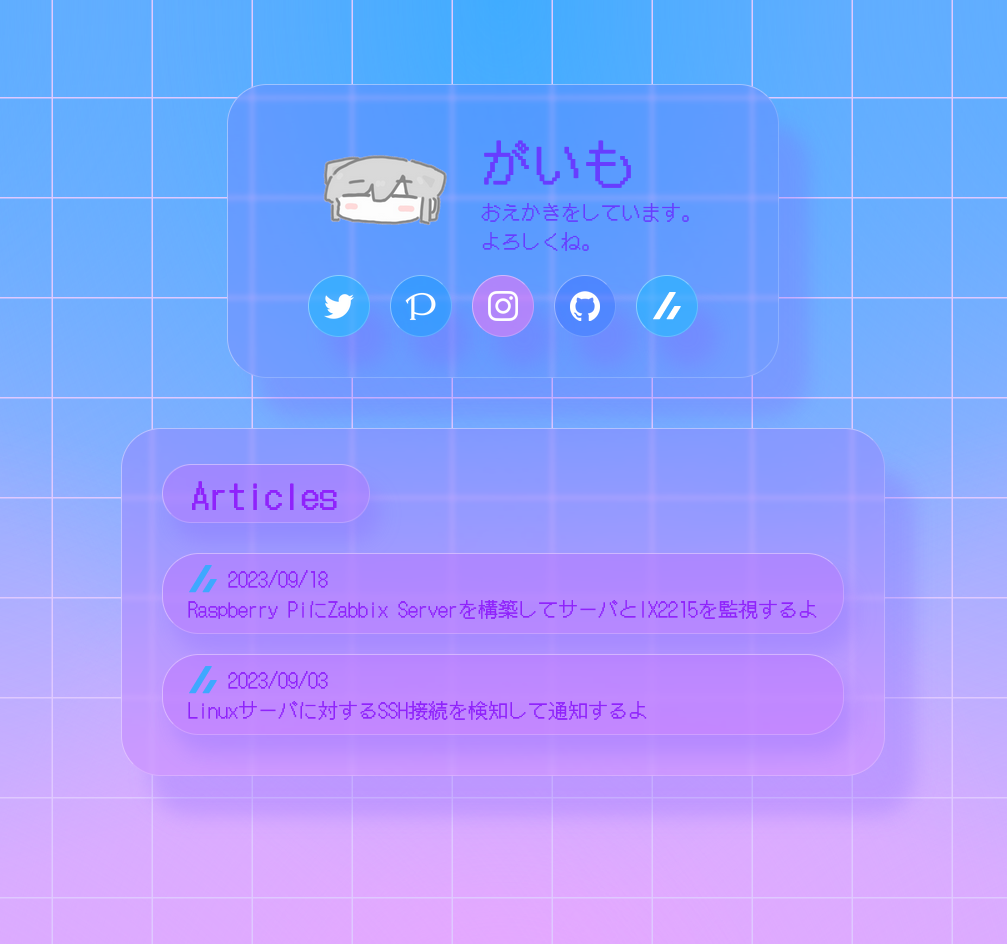 がいも
おえかきをしています。
よろしくね。
Articles
2023/09/18
Raspberry PiにZabbix Serverを構築してサーバとIX2215を監視するよ
2023/09/03
Linuxサーバに対するSSH接続を検知して通知するよ